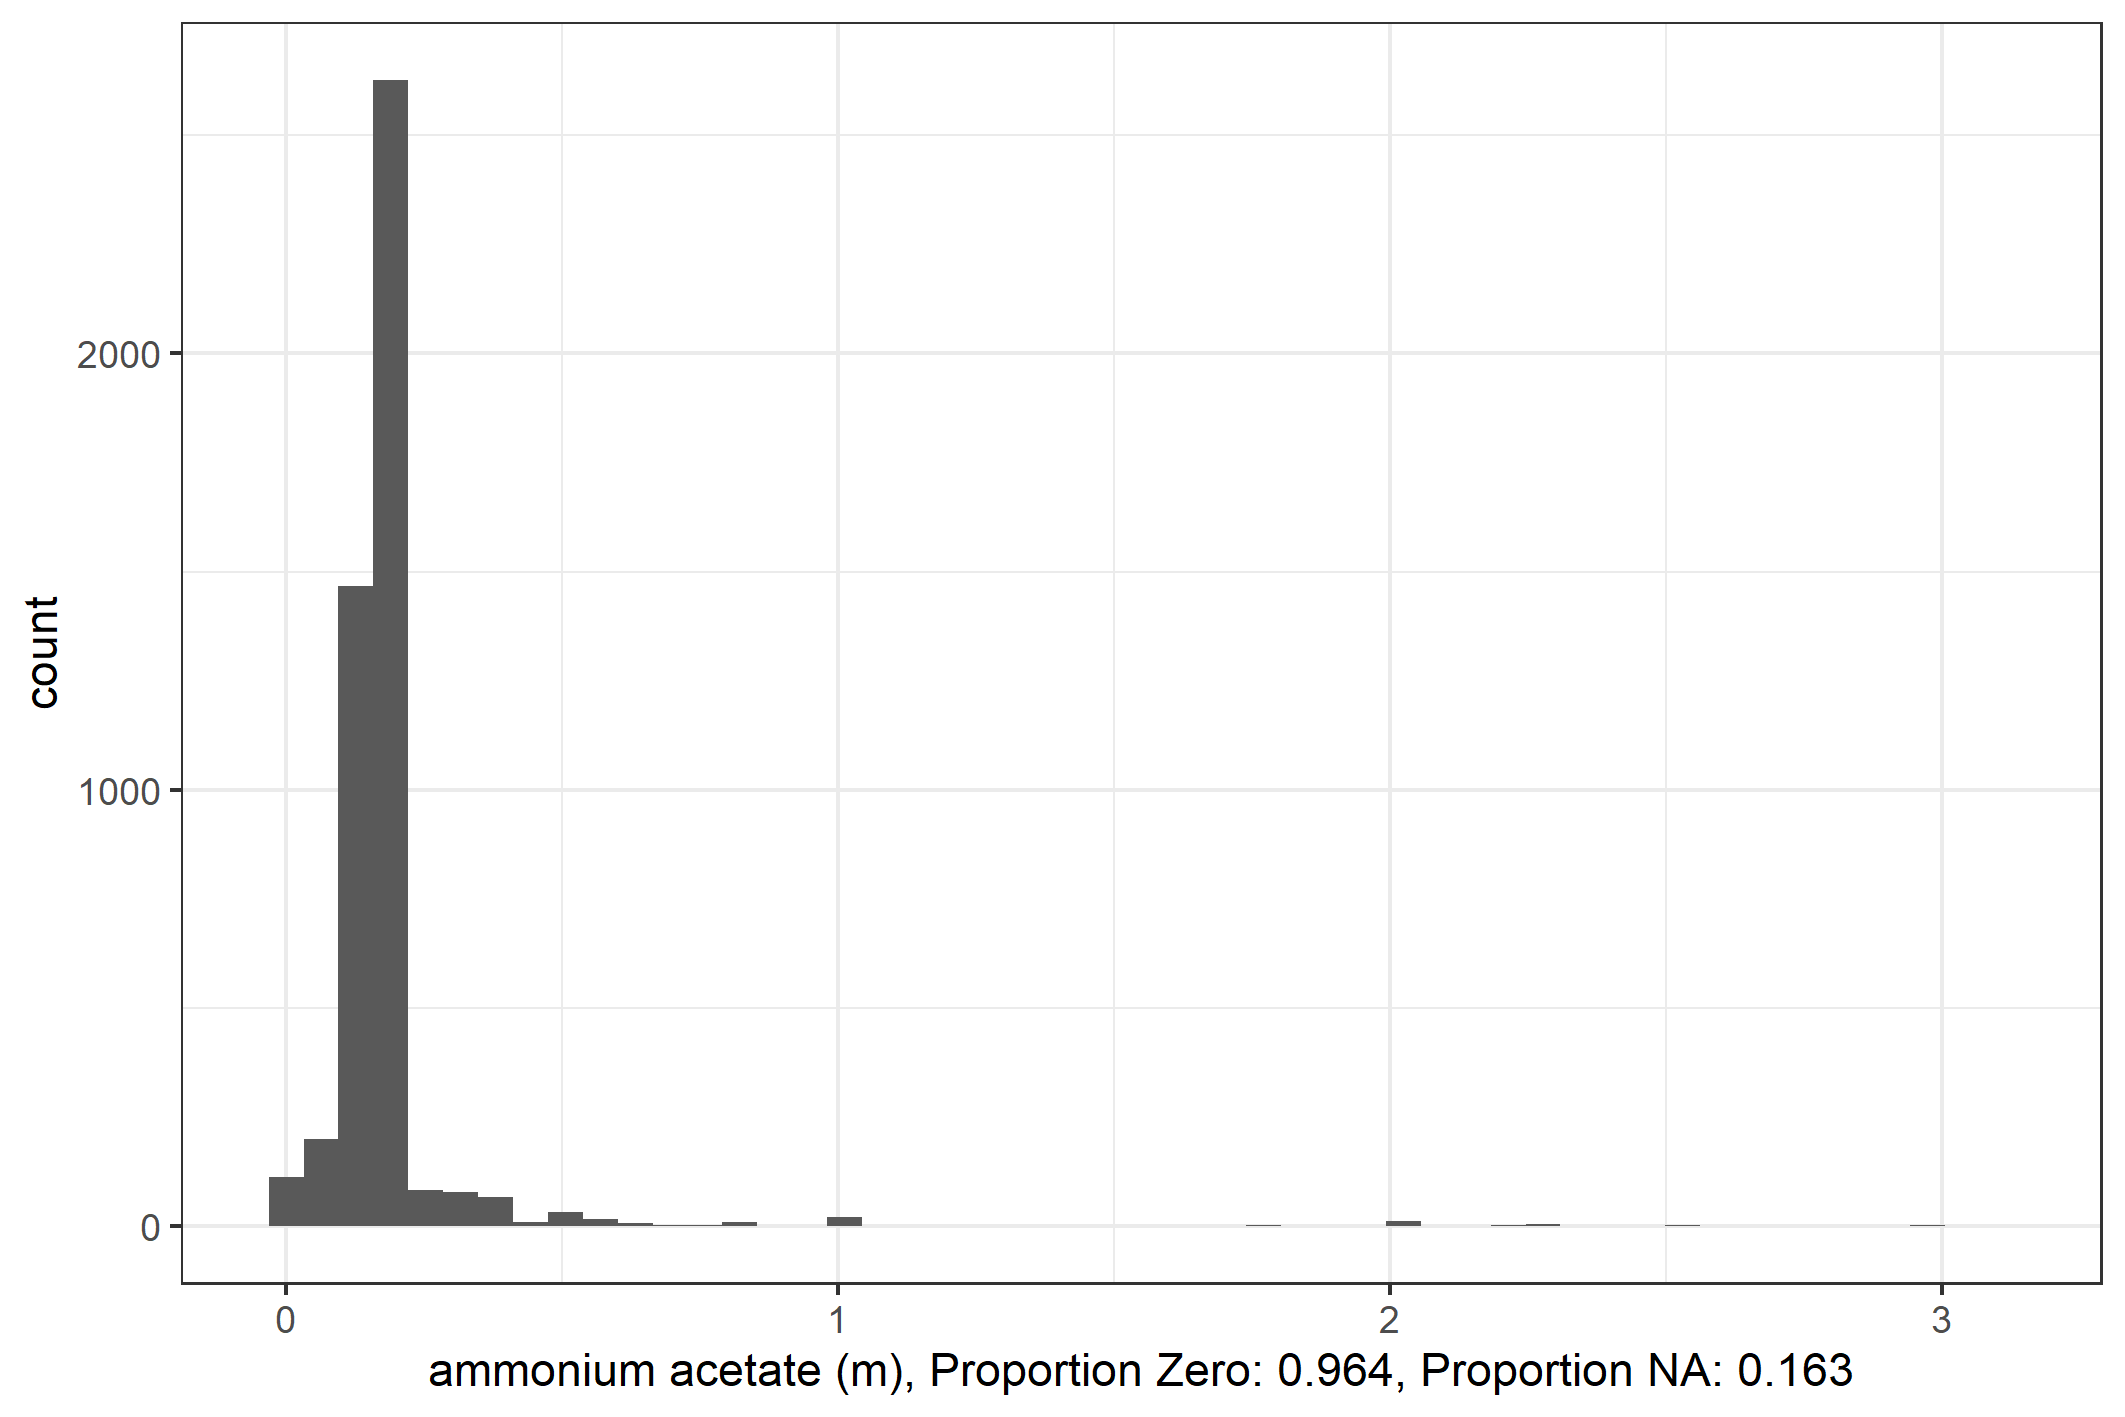 count
2000
1000
0
0 1 2 3
ammonium acetate (m), Proportion Zero: 0.964, Proportion NA: 0.163